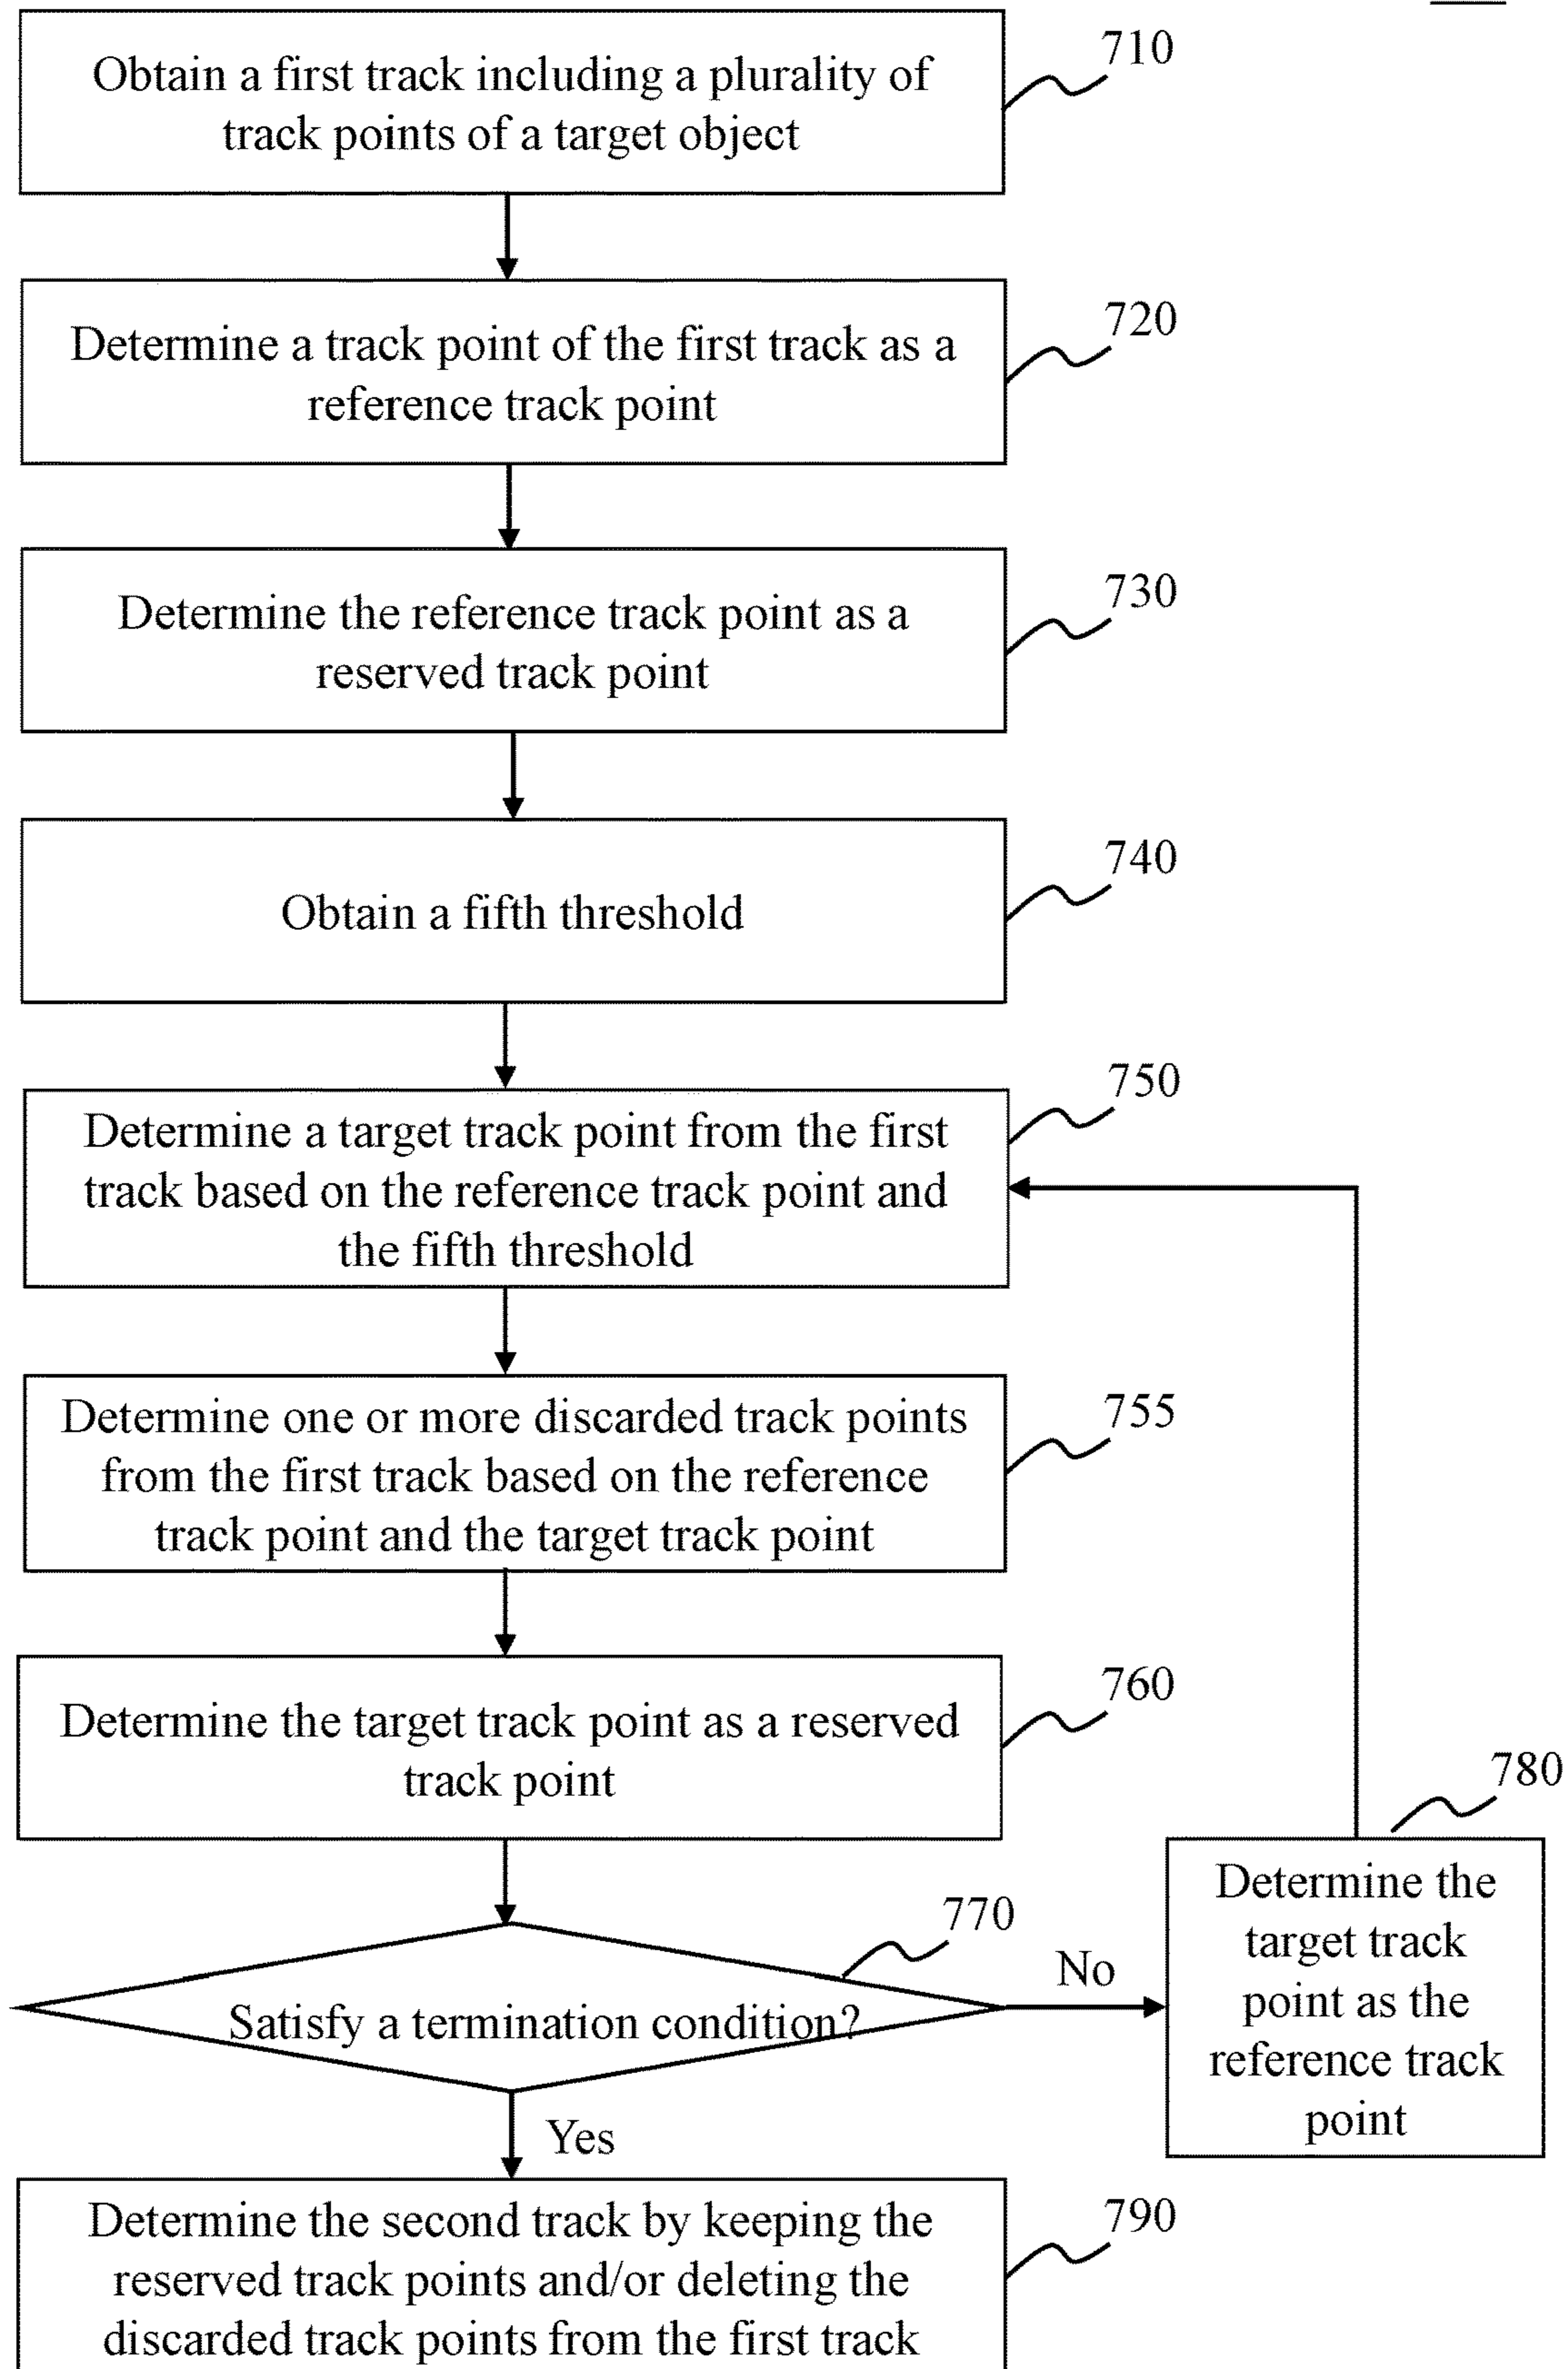 710
Obtain a first track including a plurality of
track points of a target object
720
Determine a track point of the first track as a
reference track point
730
Determine the reference track point as a
reserved track point
740
Obtain a fifth threshold
750
Determine a target track point from the first
track based on the reference track point and
the fifth threshold
755
Determine one or more discarded track points
from the first track based on the reference
track point and the target track point
760
Determine the target track point as a reserved
track point
770
Satisfy a termination condition?
No
780
Determine the
target track
point as the
reference track
point
Yes
790
Determine the second track by keeping the
reserved track points and/or deleting the
discarded track points from the first track